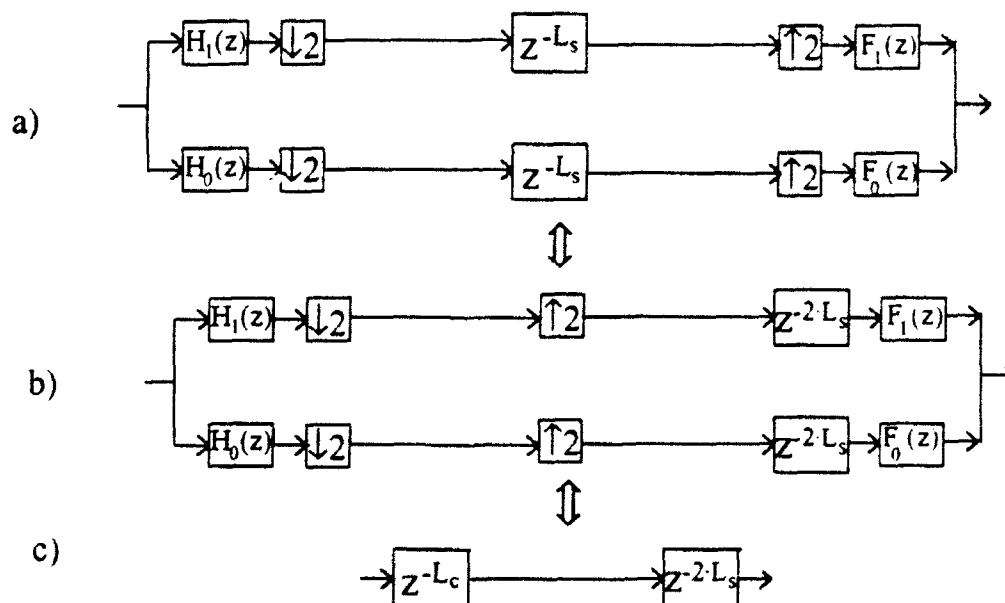 H₁(z) ↓2 z^-Lₛ ↑2 F₁(z)
a)
H₀(z) ↓2 z^-Lₛ ↑2 F₀(z)
H₁(z) ↓2 ↑2 z^-2·Lₛ F₁(z)
b)
H₀(z) ↓2 ↑2 z^-2·Lₛ F₀(z)
c)
z^-L_c z^-2·Lₛ